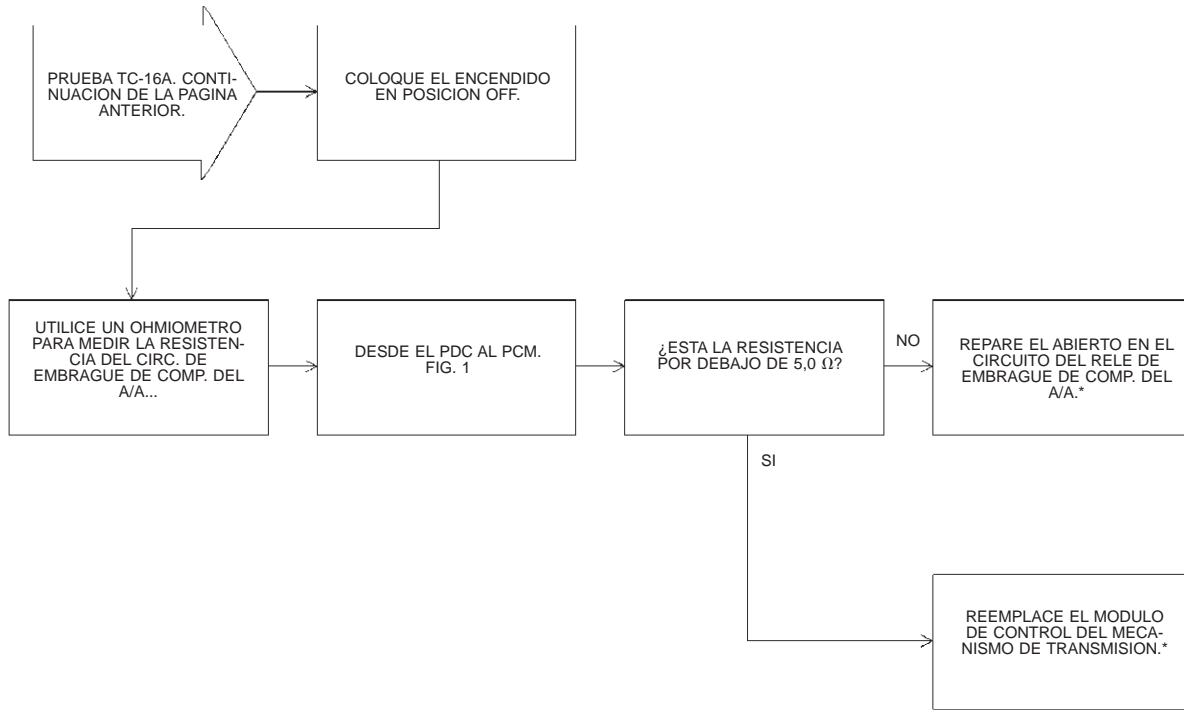 PRUEBA TC-16A. CONTI-
NUACION DE LA PAGINA
ANTERIOR.
COLOQUE EL ENCENDIDO
EN POSICION OFF.
UTILICE UN OHMIOMETRO
PARA MEDIR LA RESISTEN-
CIA DEL CIRC. DE
EMBRAGUE DE COMP. DEL
A/A...
DESDE EL PDC AL PCM.
FIG. 1
¿ESTA LA RESISTENCIA
POR DEBAJO DE 5,0 Ω?
NO
REPARE EL ABIERTO EN EL
CIRCUITO DEL RELE DE
EMBRAGUE DE COMP. DEL
A/A.*
SI
REEMPLACE EL MODULO
DE CONTROL DEL MECA-
NISMO DE TRANSMISION.*